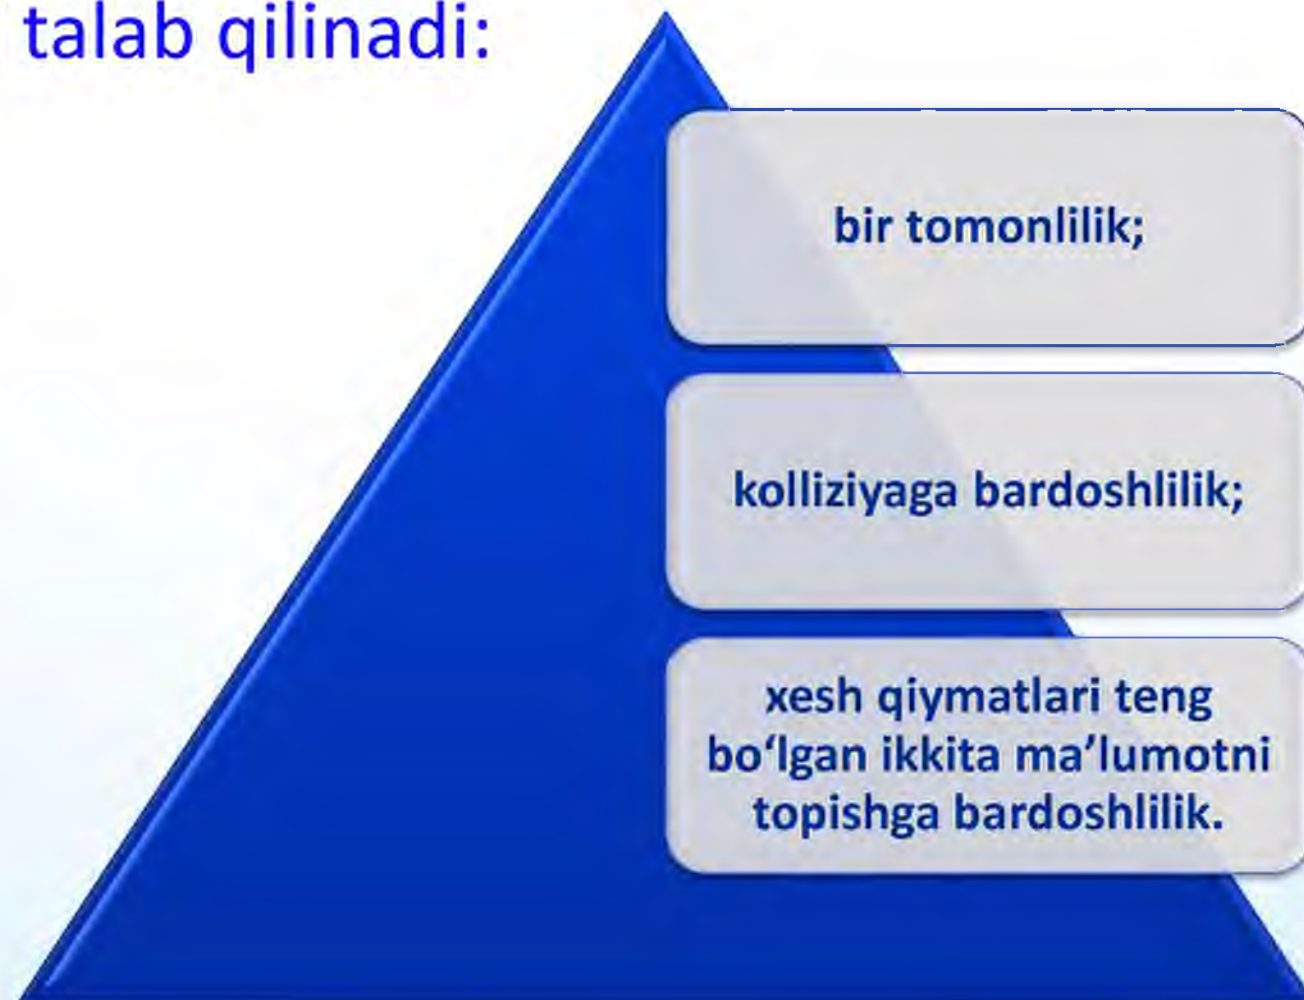 talab qilinadi:
bir tomonlilik;
kolliziyaga bardoshlilik;
xesh qiymatlari teng
bo‘lgan ikkita ma’lumotni
topishga bardoshlilik.